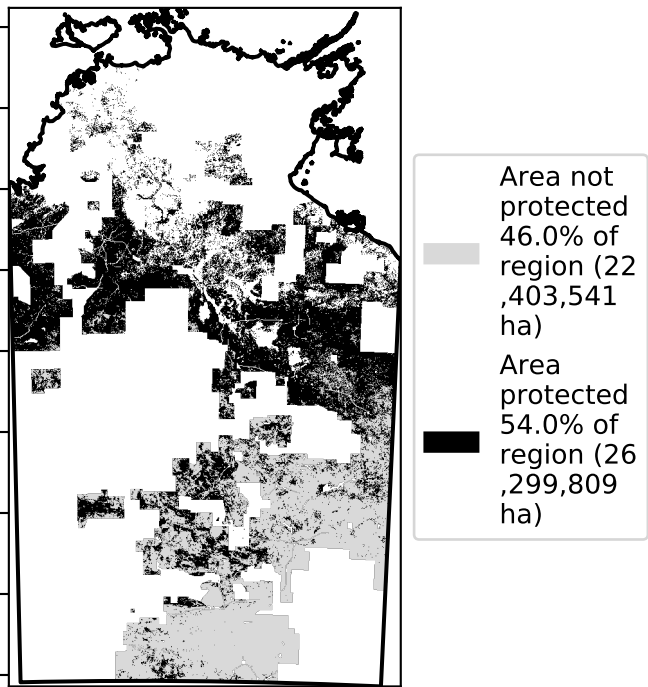 Area not
protected
46.0% of
region (22
,403,541
ha)
Area
protected
54.0% of
region (26
,299,809
ha)